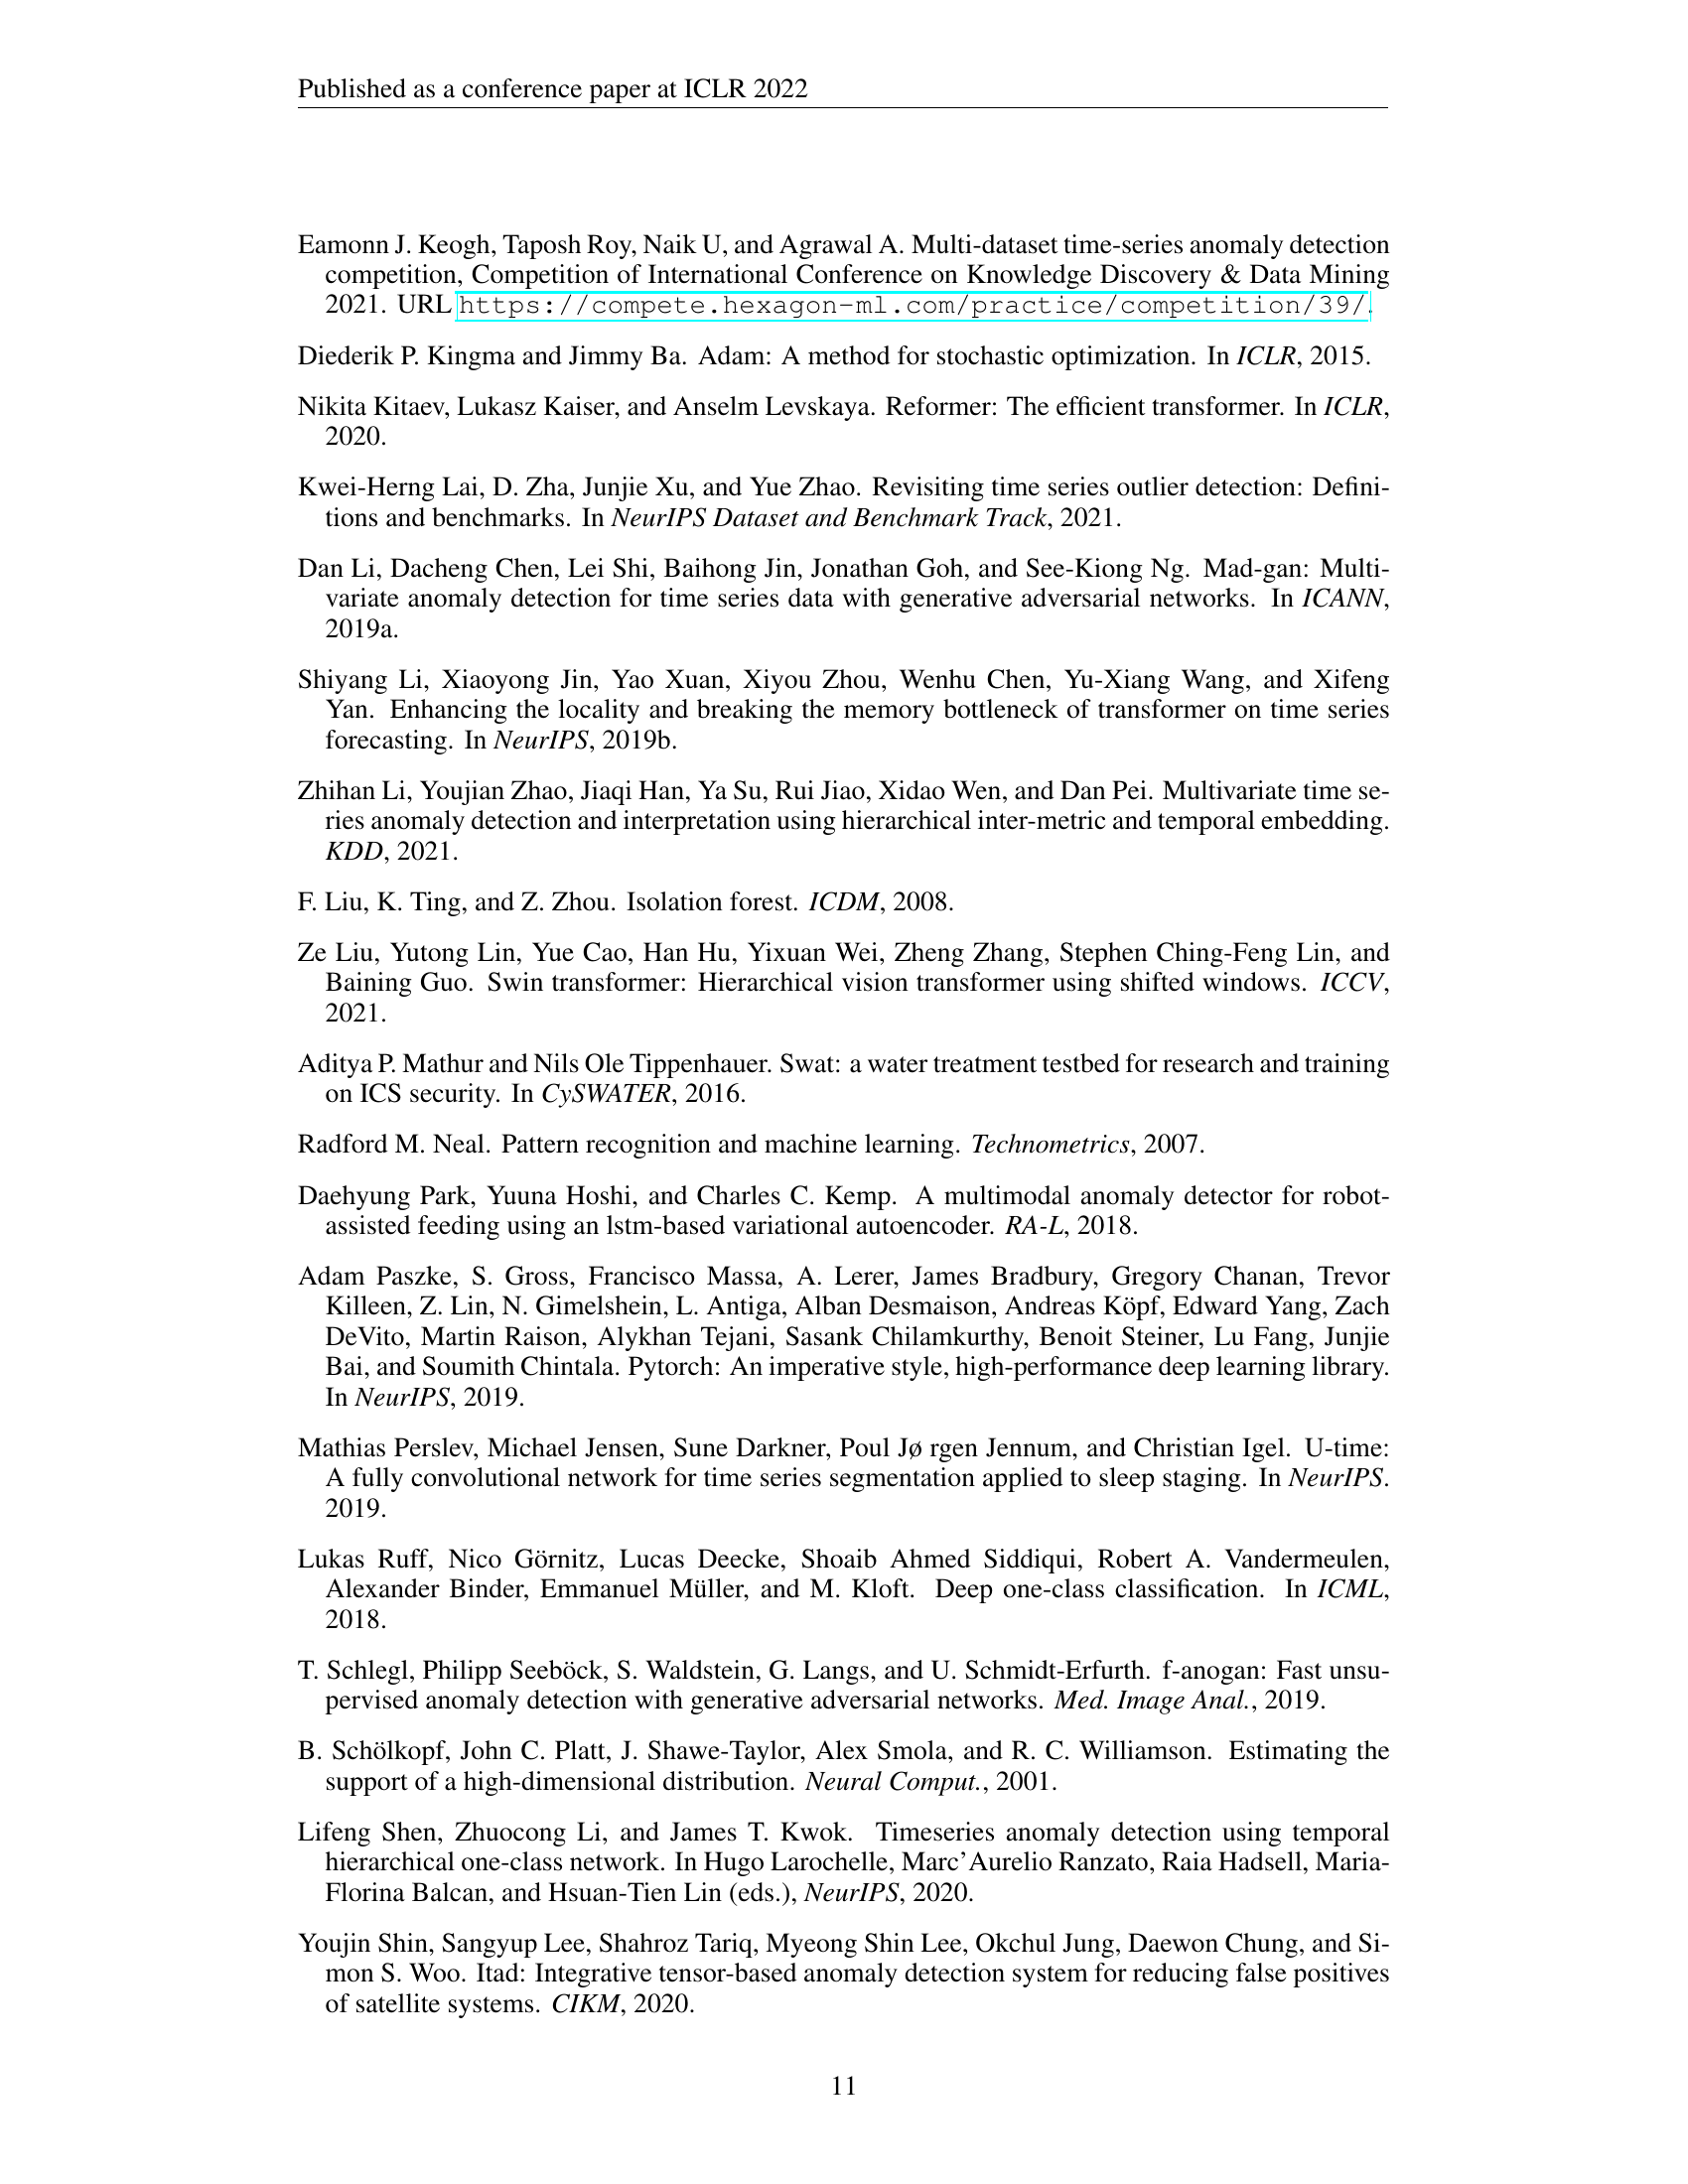 Published as a conference paper at ICLR 2022
Eamonn J. Keogh, Taposh Roy, Naik U, and Agrawal A. Multi-dataset time-series anomaly detection
competition, Competition of International Conference on Knowledge Discovery & Data Mining
2021. URL https://compete.hexagon-ml.com/practice/competition/39/.
Diederik P. Kingma and Jimmy Ba. Adam: A method for stochastic optimization. In ICLR, 2015.
Nikita Kitaev, Lukasz Kaiser, and Anselm Levskaya. Reformer: The efficient transformer. In ICLR,
2020.
Kwei-Herng Lai, D. Zha, Junjie Xu, and Yue Zhao. Revisiting time series outlier detection: Defini-
tions and benchmarks. In NeurIPS Dataset and Benchmark Track, 2021.
Dan Li, Dacheng Chen, Lei Shi, Baihong Jin, Jonathan Goh, and See-Kiong Ng. Mad-gan: Multi-
variate anomaly detection for time series data with generative adversarial networks. In ICANN,
2019a.
Shiyang Li, Xiaoyong Jin, Yao Xuan, Xiyou Zhou, Wenhu Chen, Yu-Xiang Wang, and Xifeng
Yan. Enhancing the locality and breaking the memory bottleneck of transformer on time series
forecasting. In NeurIPS, 2019b.
Zhihan Li, Youjian Zhao, Jiaqi Han, Ya Su, Rui Jiao, Xidao Wen, and Dan Pei. Multivariate time se-
ries anomaly detection and interpretation using hierarchical inter-metric and temporal embedding.
KDD, 2021.
F. Liu, K. Ting, and Z. Zhou. Isolation forest. ICDM, 2008.
Ze Liu, Yutong Lin, Yue Cao, Han Hu, Yixuan Wei, Zheng Zhang, Stephen Ching-Feng Lin, and
Baining Guo. Swin transformer: Hierarchical vision transformer using shifted windows. ICCV,
2021.
Aditya P. Mathur and Nils Ole Tippenhauer. Swat: a water treatment testbed for research and training
on ICS security. In CySWATER, 2016.
Radford M. Neal. Pattern recognition and machine learning. Technometrics, 2007.
Daehyung Park, Yuuna Hoshi, and Charles C. Kemp. A multimodal anomaly detector for robot-
assisted feeding using an lstm-based variational autoencoder. RA-L, 2018.
Adam Paszke, S. Gross, Francisco Massa, A. Lerer, James Bradbury, Gregory Chanan, Trevor
Killeen, Z. Lin, N. Gimelshein, L. Antiga, Alban Desmaison, Andreas Köpf, Edward Yang, Zach
DeVito, Martin Raison, Alykhan Tejani, Sasank Chilamkurthy, Benoit Steiner, Lu Fang, Junjie
Bai, and Soumith Chintala. Pytorch: An imperative style, high-performance deep learning library.
In NeurIPS, 2019.
Mathias Perslev, Michael Jensen, Sune Darkner, Poul Jø rgen Jennum, and Christian Igel. U-time:
A fully convolutional network for time series segmentation applied to sleep staging. In NeurIPS.
2019.
Lukas Ruff, Nico Görnitz, Lucas Deecke, Shoaib Ahmed Siddiqui, Robert A. Vandermeulen,
Alexander Binder, Emmanuel Müller, and M. Kloft. Deep one-class classification. In ICML,
2018.
T. Schlegl, Philipp Seeböck, S. Waldstein, G. Langs, and U. Schmidt-Erfurth. f-anogan: Fast unsu-
pervised anomaly detection with generative adversarial networks. Med. Image Anal., 2019.
B. Schölkopf, John C. Platt, J. Shawe-Taylor, Alex Smola, and R. C. Williamson. Estimating the
support of a high-dimensional distribution. Neural Comput., 2001.
Lifeng Shen, Zhuocong Li, and James T. Kwok. Timeseries anomaly detection using temporal
hierarchical one-class network. In Hugo Larochelle, Marc'Aurelio Ranzato, Raia Hadsell, Maria-
Florina Balcan, and Hsuan-Tien Lin (eds.), NeurIPS, 2020.
Youjin Shin, Sangyup Lee, Shahroz Tariq, Myeong Shin Lee, Okchul Jung, Daewon Chung, and Si-
mon S. Woo. Itad: Integrative tensor-based anomaly detection system for reducing false positives
of satellite systems. CIKM, 2020.
11